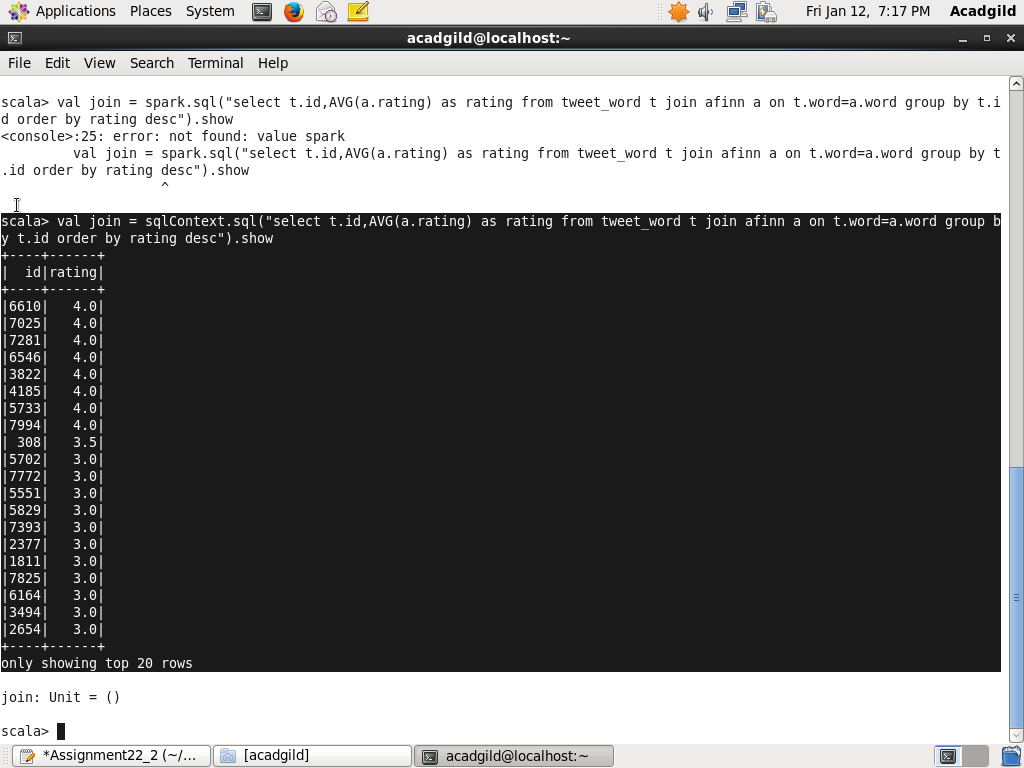 Applications Places System Fri Jan 12, 7:17 PM Acadgild
acadgild@localhost:~
File Edit View Search Terminal Help
scala> val join = spark.sql("select t.id,AVG(a.rating) as rating from tweet_word t join afinn a on t.word=a.word group by t.i
d order by rating desc").show
<console>:25: error: not found: value spark
         val join = spark.sql("select t.id,AVG(a.rating) as rating from tweet_word t join afinn a on t.word=a.word group by t
.id order by rating desc").show
                    ^
scala> val join = sqlContext.sql("select t.id,AVG(a.rating) as rating from tweet_word t join afinn a on t.word=a.word group b
y t.id order by rating desc").show
+----+------+
|  id|rating|
+----+------+
|6610|   4.0|
|7025|   4.0|
|7281|   4.0|
|6546|   4.0|
|3822|   4.0|
|4185|   4.0|
|5733|   4.0|
|7994|   4.0|
| 308|   3.5|
|5702|   3.0|
|7772|   3.0|
|5551|   3.0|
|5829|   3.0|
|7393|   3.0|
|2377|   3.0|
|1811|   3.0|
|7825|   3.0|
|6164|   3.0|
|3494|   3.0|
|2654|   3.0|
+----+------+
only showing top 20 rows
join: Unit = ()
scala>
*Assignment22_2 (~/... [acadgild] acadgild@localhost:~